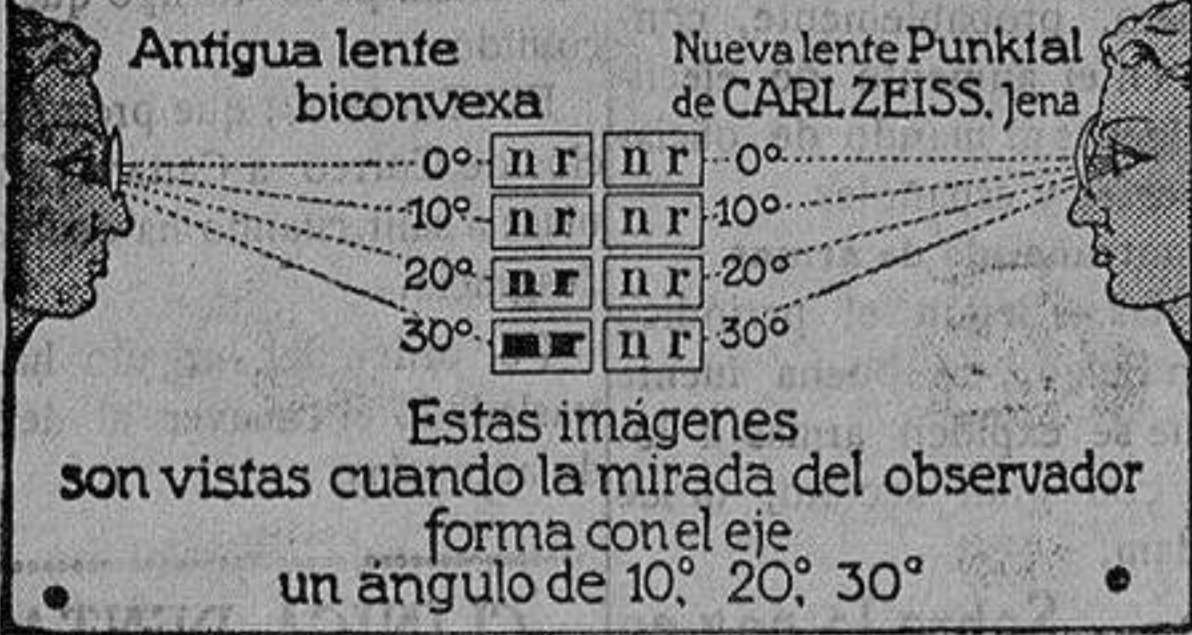 Antigua lente
biconvexa
Nueva lente Punktal
de CARL ZEISS, Jena
0° n r n r 0°
10° n r n r 10°
20° n r n r 20°
30° n r n r 30°
Estas imágenes
son vistas cuando la mirada del observador
forma con el eje
un ángulo de 10°, 20°, 30°